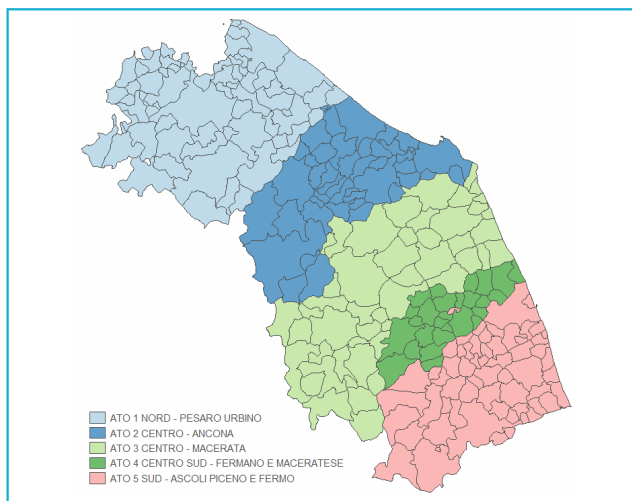 ATO 1 NORD - PESARO URBINO
ATO 2 CENTRO - ANCONA
ATO 3 CENTRO - MACERATA
ATO 4 CENTRO SUD - FERMANO E MACERATESE
ATO 5 SUD - ASCOLI PICENO E FERMO